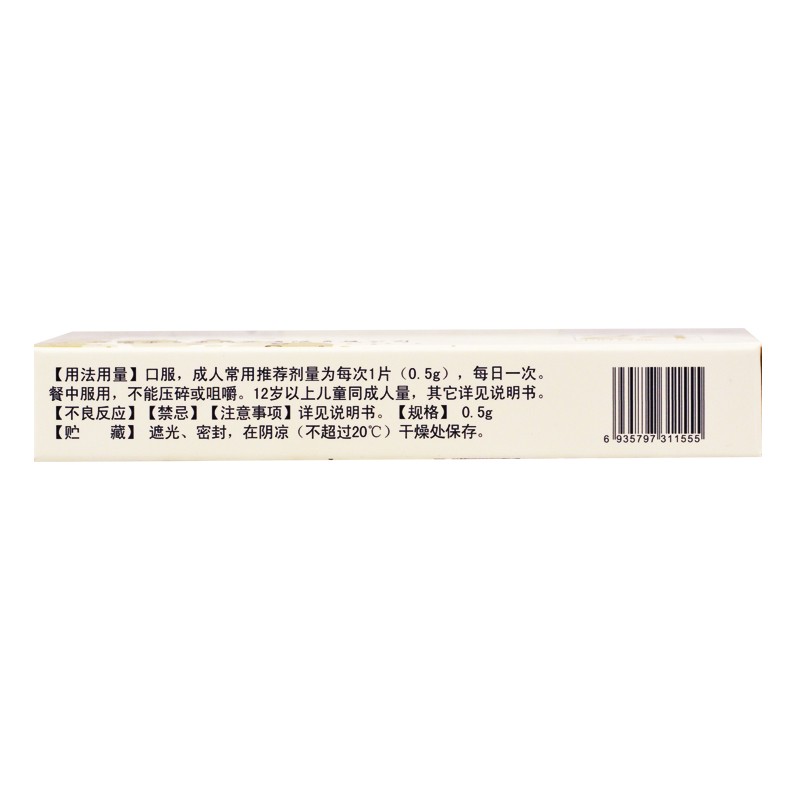 【用法用量】口服，成人常用推荐剂量为每次1片（0.5g），每日一次。
餐中服用，不能压碎或咀嚼。12岁以上儿童同成人量，其它详见说明书。
【不良反应】【禁忌】【注意事项】详见说明书。【规格】 0.5g
【贮　　藏】 遮光、密封，在阴凉（不超过20℃）干燥处保存。
6 935797 311555